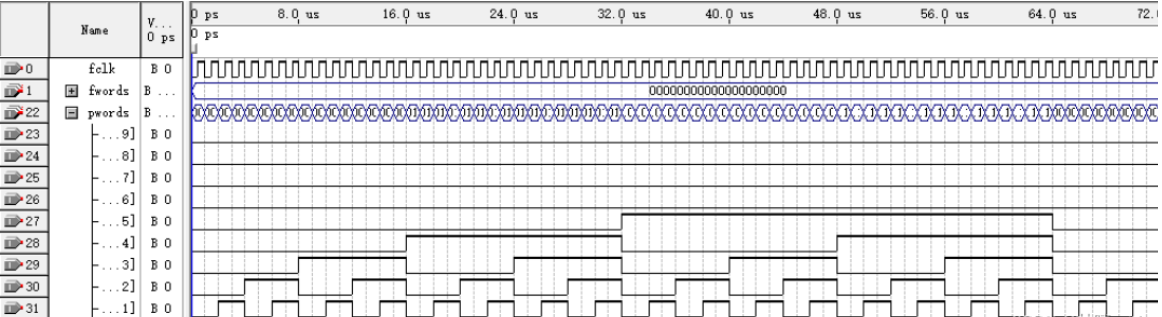 Name V... 0 ps
0 ps 8.0 us 16.0 us 24.0 us 32.0 us 40.0 us 48.0 us 56.0 us 64.0 us 72.
0 ps
0 fclk B 0
1 fwords B ... 00000000000000000000
22 pwords B ...
23 ...9] B 0
24 ...8] B 0
25 ...7] B 0
26 ...6] B 0
27 ...5] B 0
28 ...4] B 0
29 ...3] B 0
30 ...2] B 0
31 ...1] B 0